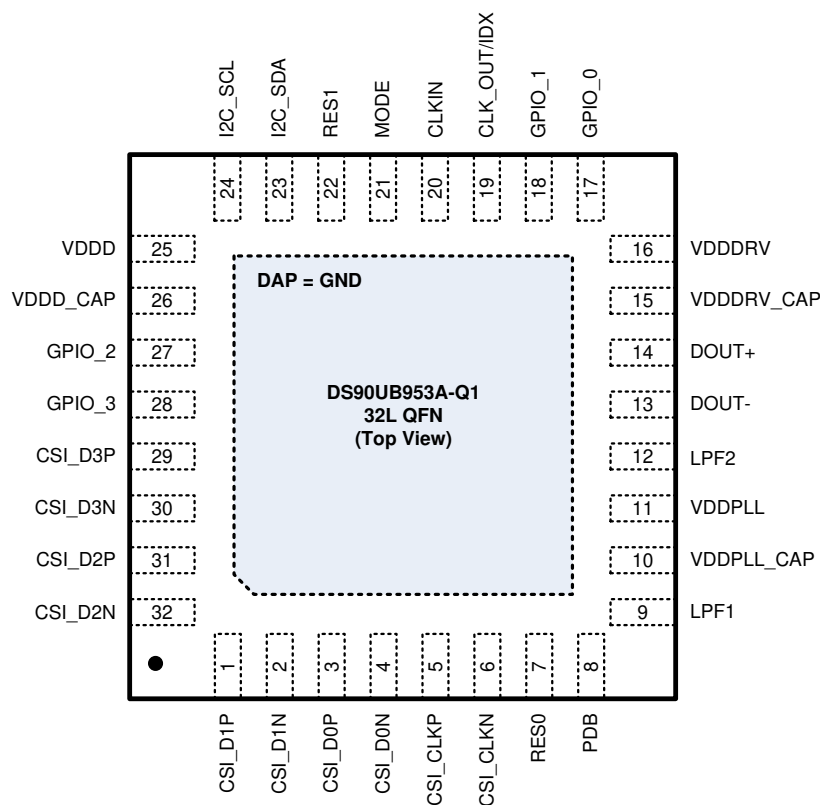 I2C_SCL
I2C_SDA
RES1
MODE
CLKIN
CLK_OUT/IDX
GPIO_1
GPIO_0
24
23
22
21
20
19
18
17
VDDD 25
VDDD_CAP 26
GPIO_2 27
GPIO_3 28
CSI_D3P 29
CSI_D3N 30
CSI_D2P 31
CSI_D2N 32
DAP = GND
DS90UB953A-Q1
32L QFN
(Top View)
16 VDDDRV
15 VDDDRV_CAP
14 DOUT+
13 DOUT-
12 LPF2
11 VDDPLL
10 VDDPLL_CAP
9 LPF1
1
2
3
4
5
6
7
8
CSI_D1P
CSI_D1N
CSI_D0P
CSI_D0N
CSI_CLKP
CSI_CLKN
RES0
PDB